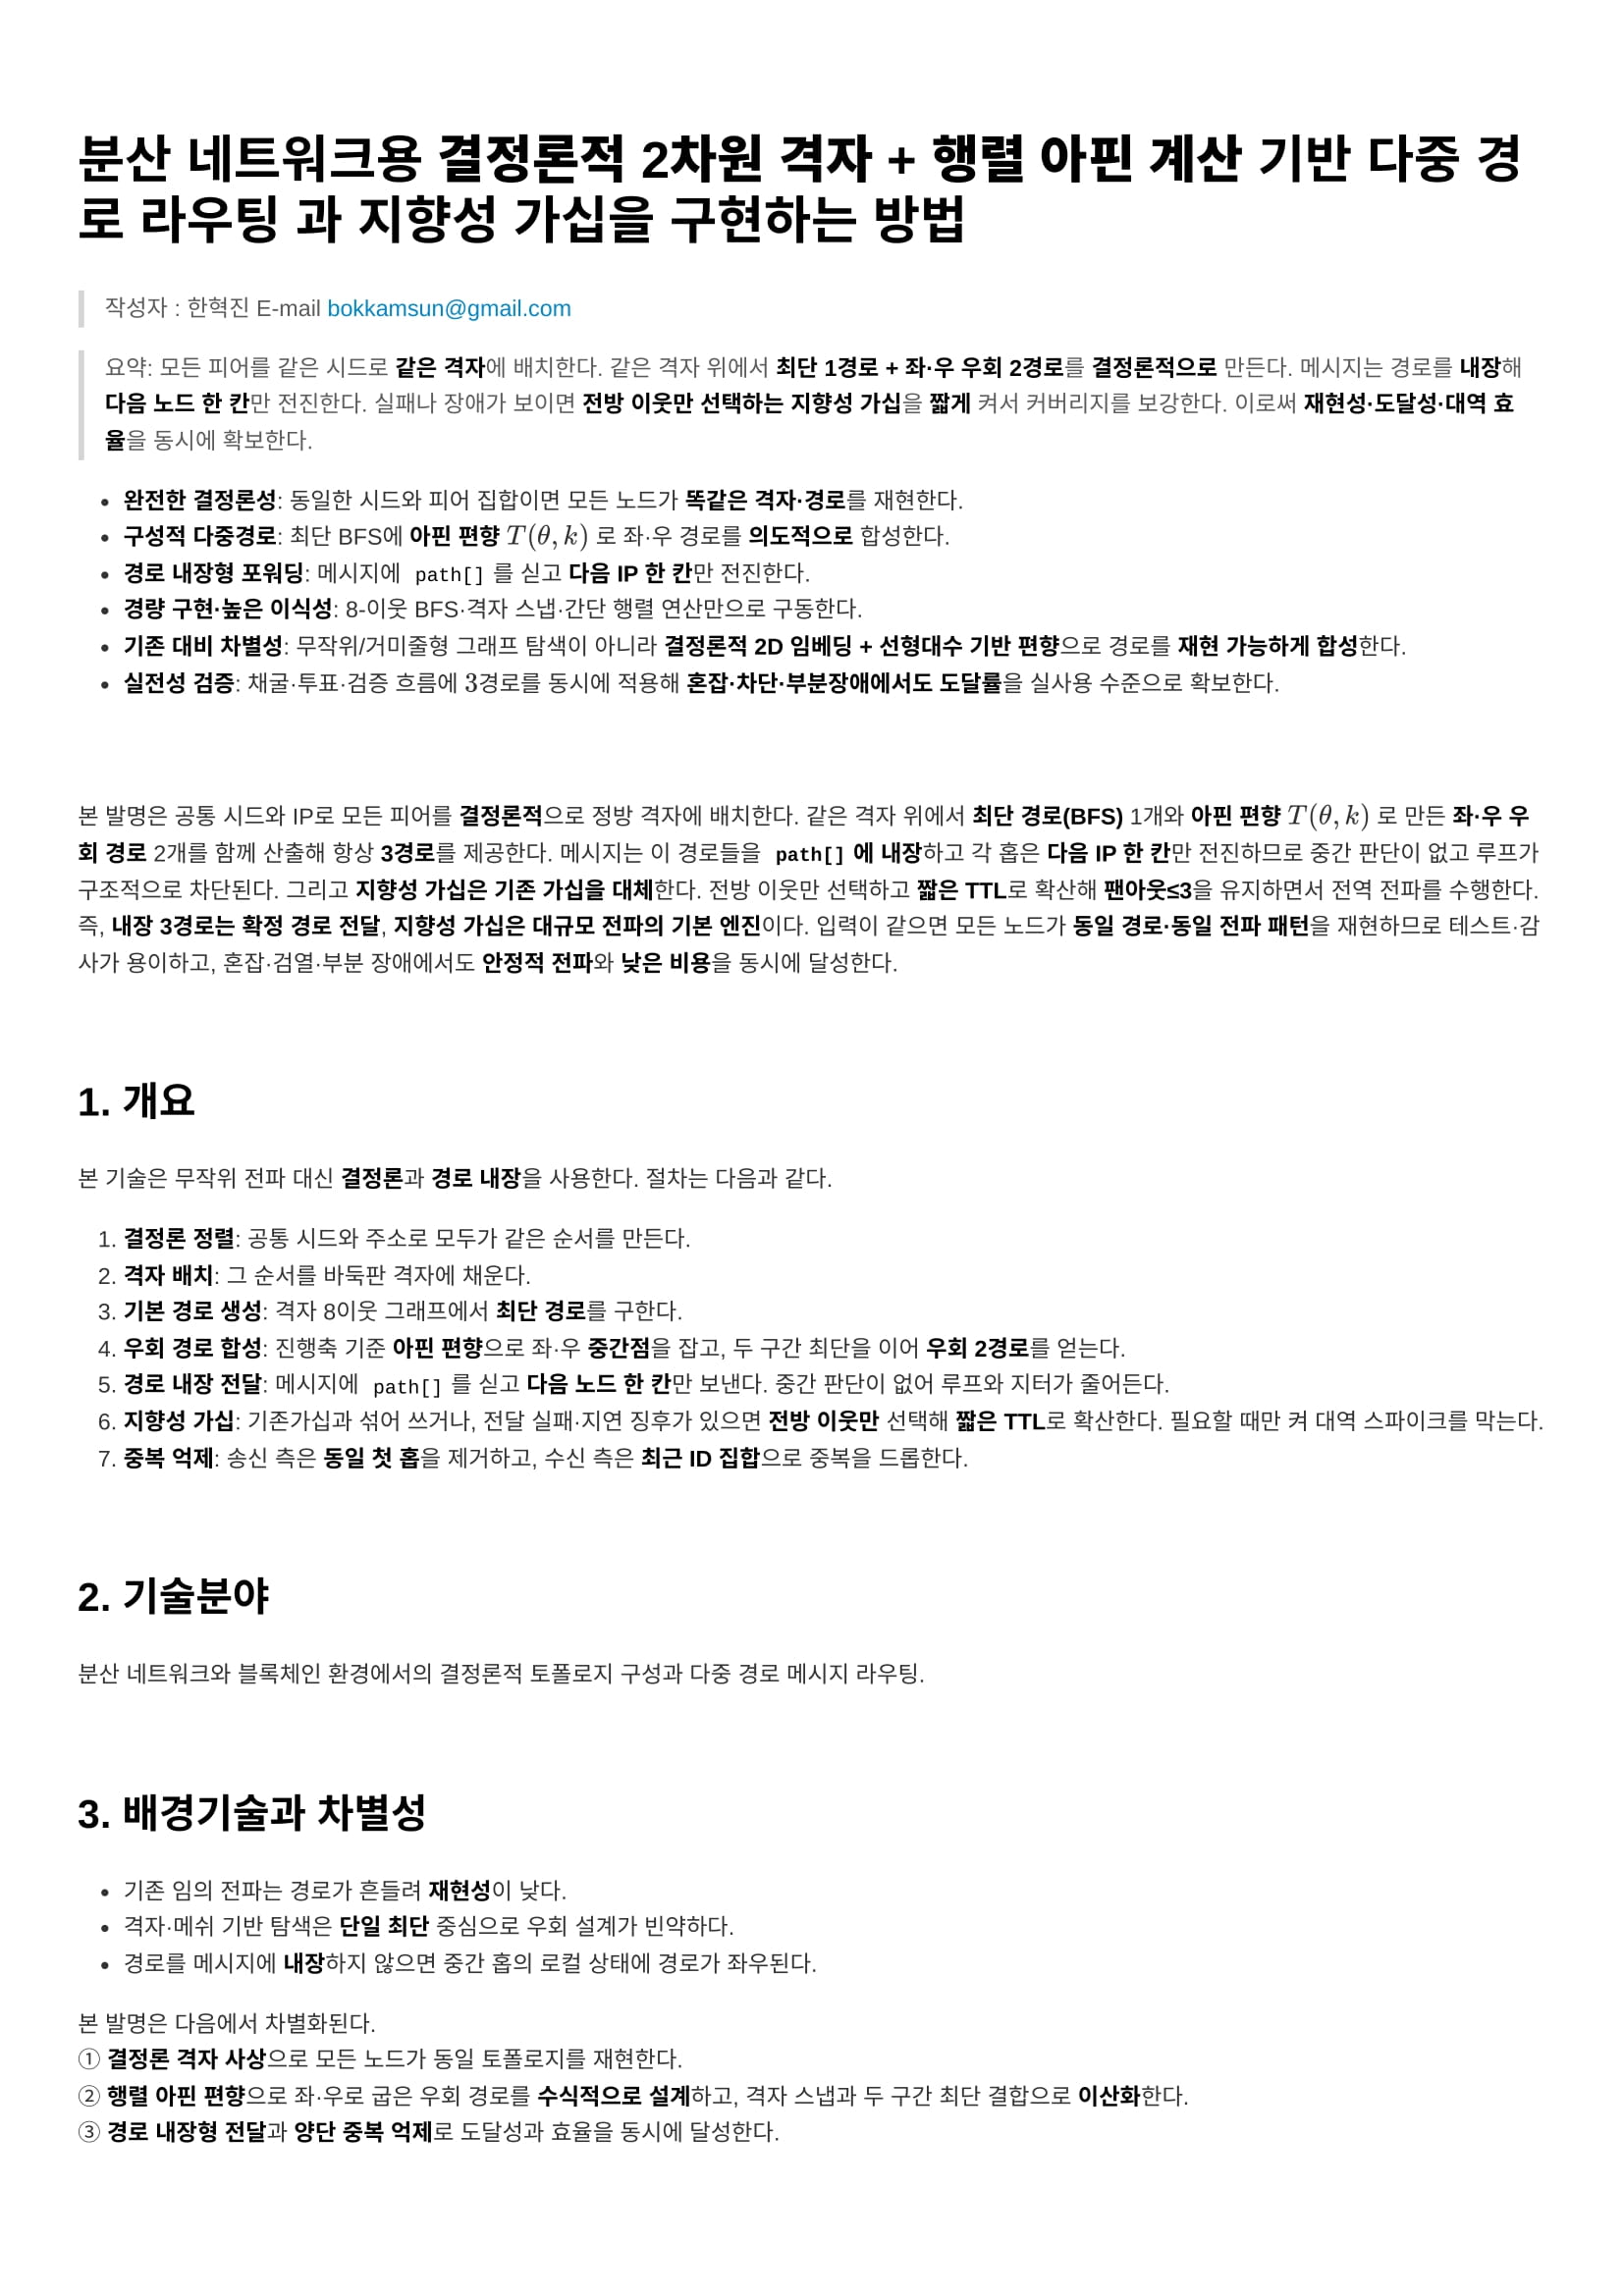 분산 네트워크용 결정론적 2차원 격자 + 행렬 아핀 계산 기반 다중 경
로 라우팅 과 지향성 가십을 구현하는 방법
작성자 : 한혁진 E-mail bokkamsun@gmail.com
요약: 모든 피어를 같은 시드로 같은 격자에 배치한다. 같은 격자 위에서 최단 1경로 + 좌·우 우회 2경로를 결정론적으로 만든다. 메시지는 경로를 내장해
다음 노드 한 칸만 전진한다. 실패나 장애가 보이면 전방 이웃만 선택하는 지향성 가십을 짧게 켜서 커버리지를 보강한다. 이로써 재현성·도달성·대역 효
율을 동시에 확보한다.
• 완전한 결정론성: 동일한 시드와 피어 집합이면 모든 노드가 똑같은 격자·경로를 재현한다.
• 구성적 다중경로: 최단 BFS에 아핀 편향 T(θ, k) 로 좌·우 경로를 의도적으로 합성한다.
• 경로 내장형 포워딩: 메시지에 path[] 를 싣고 다음 IP 한 칸만 전진한다.
• 경량 구현·높은 이식성: 8-이웃 BFS·격자 스냅·간단 행렬 연산만으로 구동한다.
• 기존 대비 차별성: 무작위/거미줄형 그래프 탐색이 아니라 결정론적 2D 임베딩 + 선형대수 기반 편향으로 경로를 재현 가능하게 합성한다.
• 실전성 검증: 채굴·투표·검증 흐름에 3경로를 동시에 적용해 혼잡·차단·부분장애에서도 도달률을 실사용 수준으로 확보한다.
본 발명은 공통 시드와 IP로 모든 피어를 결정론적으로 정방 격자에 배치한다. 같은 격자 위에서 최단 경로(BFS) 1개와 아핀 편향 T(θ, k) 로 만든 좌·우 우
회 경로 2개를 함께 산출해 항상 3경로를 제공한다. 메시지는 이 경로들을 path[] 에 내장하고 각 홉은 다음 IP 한 칸만 전진하므로 중간 판단이 없고 루프가
구조적으로 차단된다. 그리고 지향성 가십은 기존 가십을 대체한다. 전방 이웃만 선택하고 짧은 TTL로 확산해 팬아웃≤3을 유지하면서 전역 전파를 수행한다.
즉, 내장 3경로는 확정 경로 전달, 지향성 가십은 대규모 전파의 기본 엔진이다. 입력이 같으면 모든 노드가 동일 경로·동일 전파 패턴을 재현하므로 테스트·감
사가 용이하고, 혼잡·검열·부분 장애에서도 안정적 전파와 낮은 비용을 동시에 달성한다.
1. 개요
본 기술은 무작위 전파 대신 결정론과 경로 내장을 사용한다. 절차는 다음과 같다.
1. 결정론 정렬: 공통 시드와 주소로 모두가 같은 순서를 만든다.
2. 격자 배치: 그 순서를 바둑판 격자에 채운다.
3. 기본 경로 생성: 격자 8이웃 그래프에서 최단 경로를 구한다.
4. 우회 경로 합성: 진행축 기준 아핀 편향으로 좌·우 중간점을 잡고, 두 구간 최단을 이어 우회 2경로를 얻는다.
5. 경로 내장 전달: 메시지에 path[] 를 싣고 다음 노드 한 칸만 보낸다. 중간 판단이 없어 루프와 지터가 줄어든다.
6. 지향성 가십: 기존가십과 섞어 쓰거나, 전달 실패·지연 징후가 있으면 전방 이웃만 선택해 짧은 TTL로 확산한다. 필요할 때만 켜 대역 스파이크를 막는다.
7. 중복 억제: 송신 측은 동일 첫 홉을 제거하고, 수신 측은 최근 ID 집합으로 중복을 드롭한다.
2. 기술분야
분산 네트워크와 블록체인 환경에서의 결정론적 토폴로지 구성과 다중 경로 메시지 라우팅.
3. 배경기술과 차별성
• 기존 임의 전파는 경로가 흔들려 재현성이 낮다.
• 격자·메쉬 기반 탐색은 단일 최단 중심으로 우회 설계가 빈약하다.
• 경로를 메시지에 내장하지 않으면 중간 홉의 로컬 상태에 경로가 좌우된다.
본 발명은 다음에서 차별화된다.
① 결정론 격자 사상으로 모든 노드가 동일 토폴로지를 재현한다.
② 행렬 아핀 편향으로 좌·우로 굽은 우회 경로를 수식적으로 설계하고, 격자 스냅과 두 구간 최단 결합으로 이산화한다.
③ 경로 내장형 전달과 양단 중복 억제로 도달성과 효율을 동시에 달성한다.